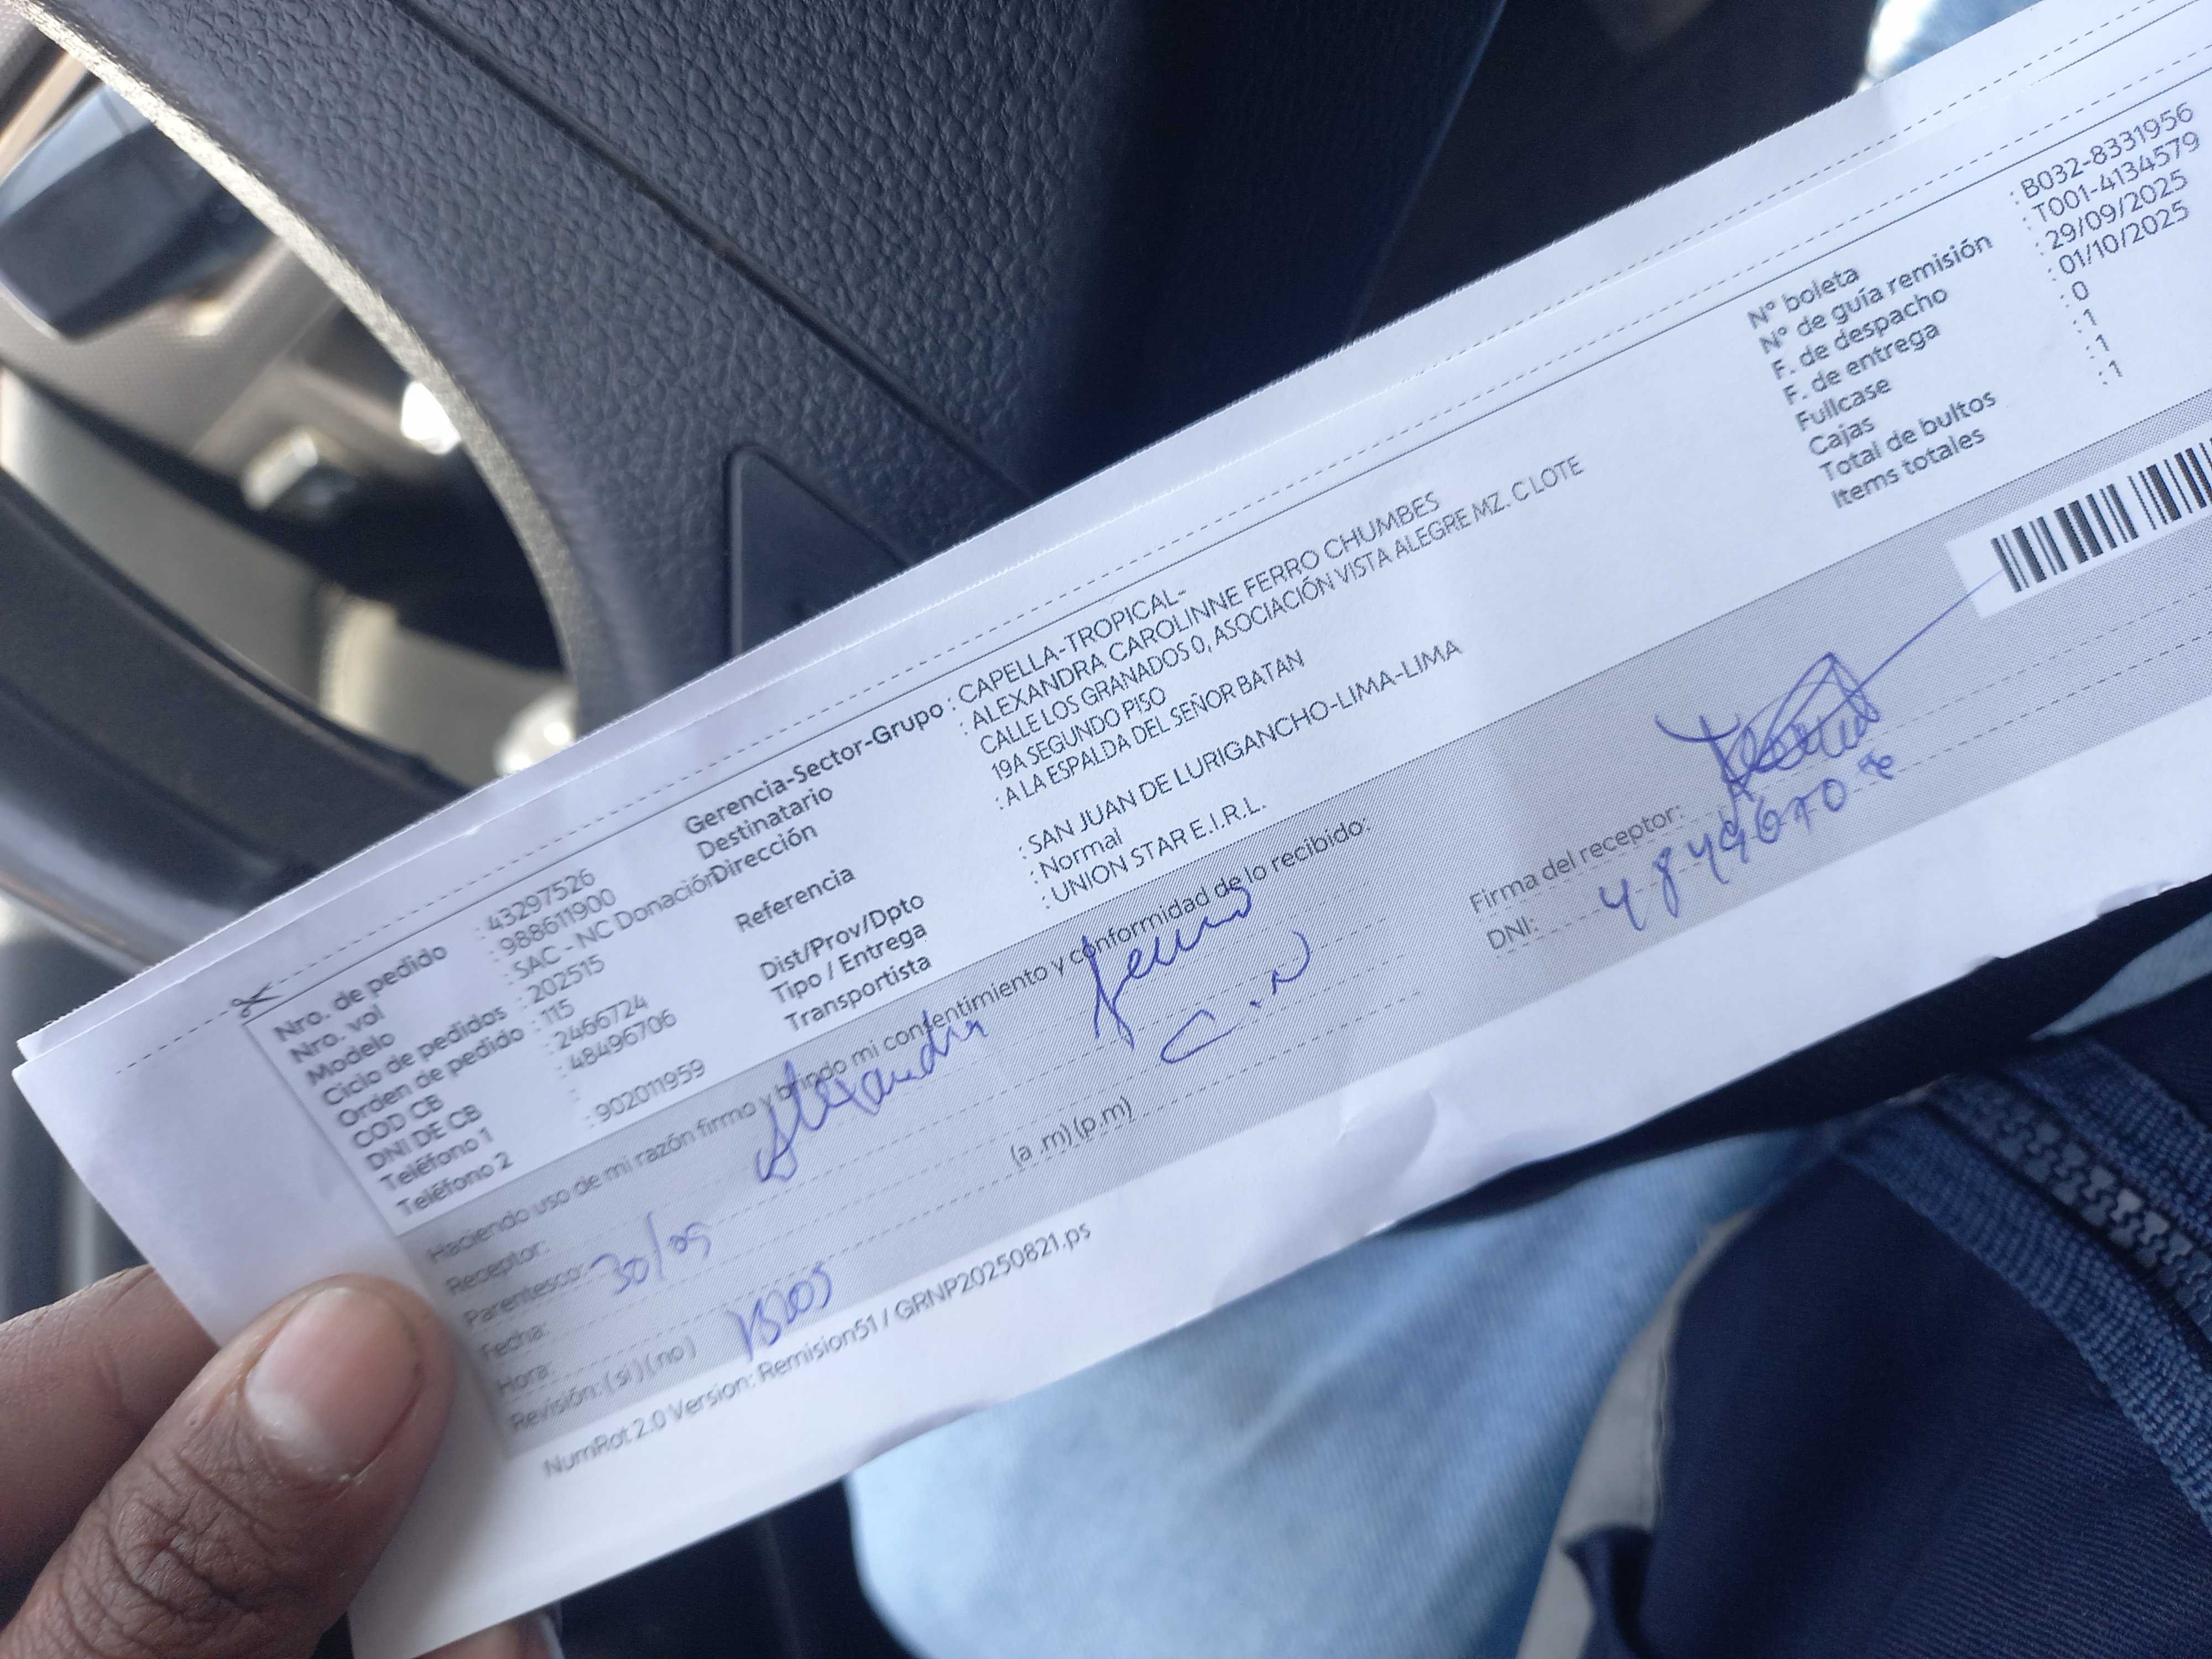 Nro. de pedido : 43297526
Nro. vol : 988611900
Modelo : SAC - NC Donación
Ciclo de pedidos : 202515
Orden de pedido : 115
COD CB : 2466724
DNI DE CB : 48496706
Teléfono 1 :
Teléfono 2 : 902011959
Gerencia-Sector-Grupo : CAPELLA-TROPICAL-
Destinatario : ALEXANDRA CAROLINNE FERRO CHUMBES
Dirección CALLE LOS GRANADOS 0, ASOCIACIÓN VISTA ALEGRE MZ. C LOTE
19A SEGUNDO PISO
Referencia : A LA ESPALDA DEL SEÑOR BATAN
Dist/Prov/Dpto : SAN JUAN DE LURIGANCHO-LIMA-LIMA
Tipo / Entrega : Normal
Transportista : UNION STAR E.I.R.L.
N° boleta : B032-8331956
N° de guía remisión : T001-4134579
F. de despacho : 29/09/2025
F. de entrega : 01/10/2025
Fullcase : 0
Cajas : 1
Total de bultos : 1
Items totales : 1
Haciendo uso de mi razón firmo y brindo mi consentimiento y conformidad de lo recibido:
Receptor: Alexandra Ferro
Parentesco:
Fecha: 30/09
Hora: (a .m) (p.m)
Revisión: ( si ) ( no )
Firma del receptor:
DNI: 48496706
NumRot 2.0 Version: Remision51 / GRNP20250821.ps